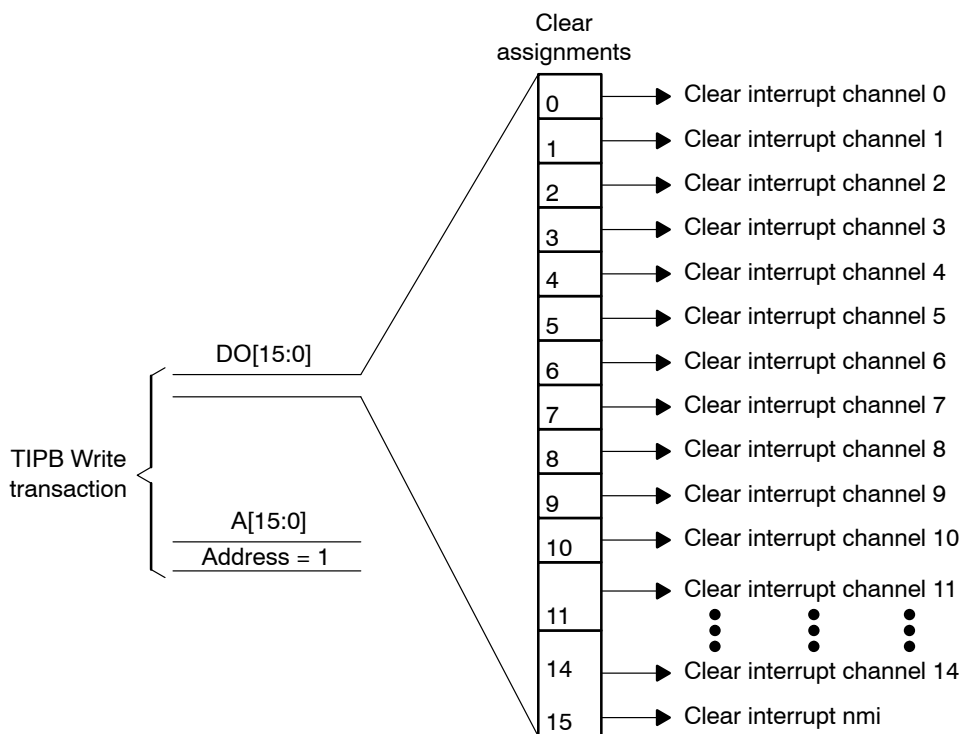 Clear
assignments
0 Clear interrupt channel 0
1 Clear interrupt channel 1
2 Clear interrupt channel 2
3 Clear interrupt channel 3
4 Clear interrupt channel 4
5 Clear interrupt channel 5
DO[15:0]
6 Clear interrupt channel 6
7 Clear interrupt channel 7
TIPB Write
transaction
8 Clear interrupt channel 8
9 Clear interrupt channel 9
A[15:0]
Address = 1
10 Clear interrupt channel 10
11 Clear interrupt channel 11
14 Clear interrupt channel 14
15 Clear interrupt nmi